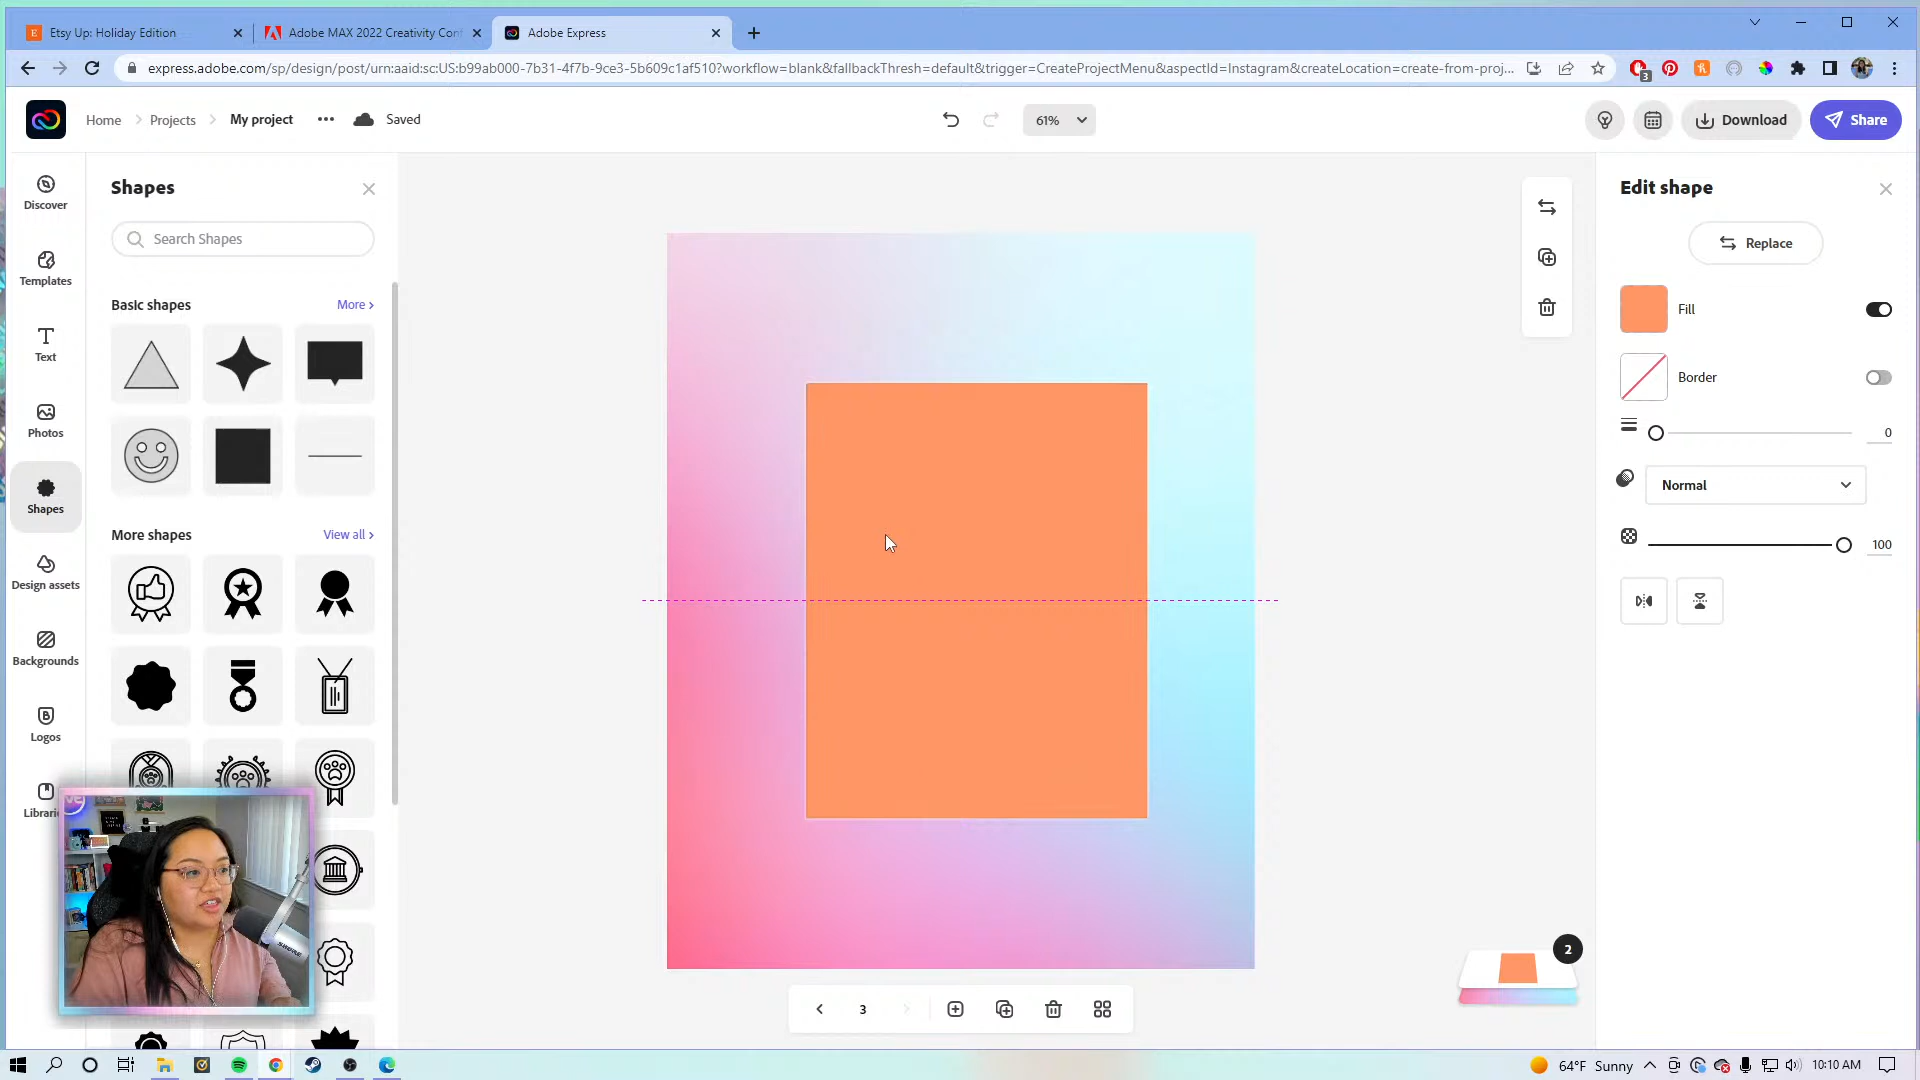 Etsy Up: Holiday Edition
Adobe MAX 2022 Creativity Conf
Adobe Express
express.adobe.com/sp/design/post/urn:aaid:sc:US:b99ab000-7b31-4f7b-9ce3-5b609c1af510?workflow=blank&fallbackThresh=default&trigger=CreateProjectMenu&aspectId=Instagram&createLocation=create-from-proj...
3
Home
Projects
My project
Saved
61%
Download
Share
Discover
Templates
Text
Photos
Shapes
Design assets
Backgrounds
Logos
Librari
Shapes
Search Shapes
Basic shapes
More
More shapes
View all
Edit shape
Replace
Fill
Border
0
Normal
100
2
3
64°F Sunny
10:10 AM